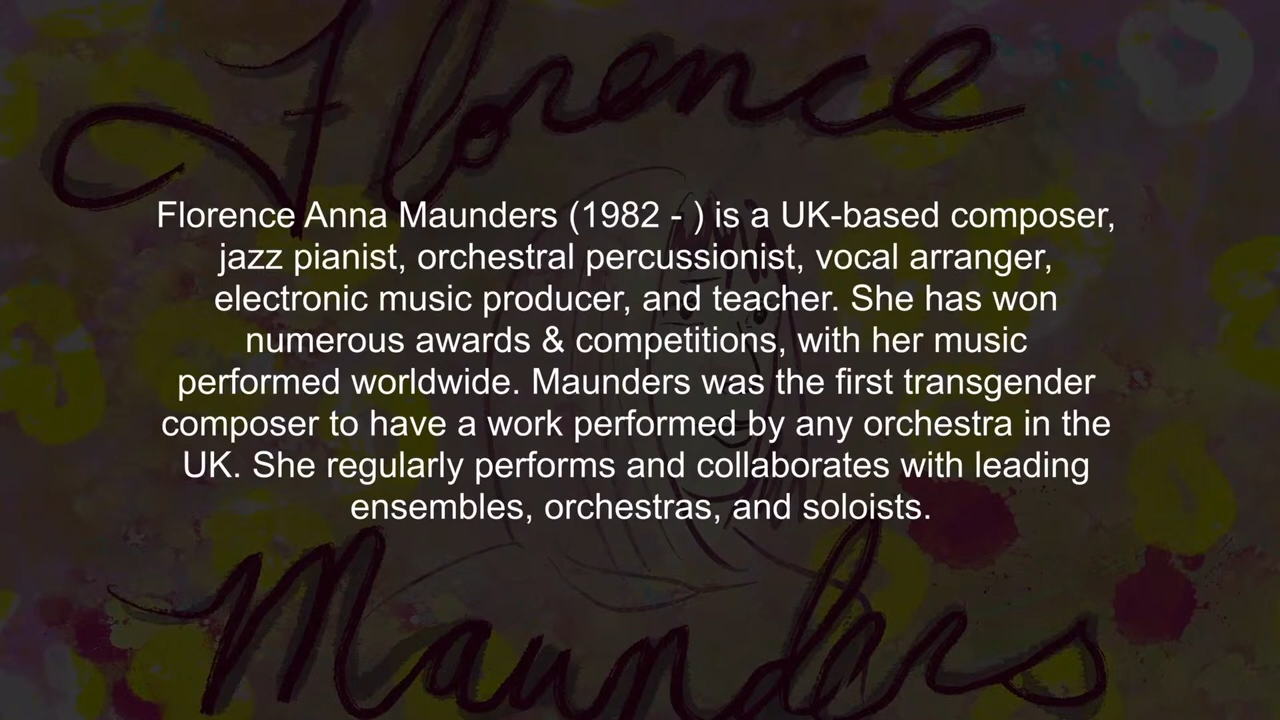 Florence
Florence Anna Maunders (1982 - ) is a UK-based composer,
jazz pianist, orchestral percussionist, vocal arranger,
electronic music producer, and teacher. She has won
numerous awards & competitions, with her music
performed worldwide. Maunders was the first transgender
composer to have a work performed by any orchestra in the
UK. She regularly performs and collaborates with leading
ensembles, orchestras, and soloists.
Maunders